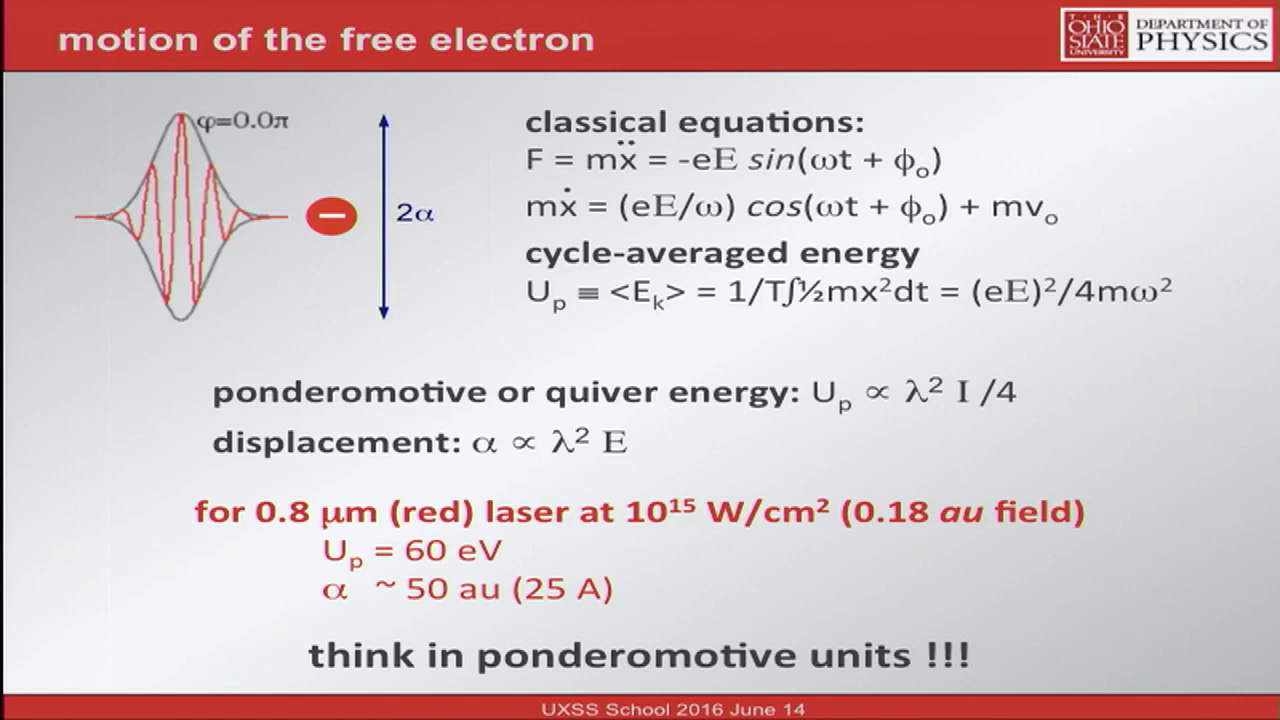 motion of the free electron
THE
OHIO
STATE
UNIVERSITY
DEPARTMENT OF
PHYSICS
φ=0.0π
2α
classical equations:
F = mẍ = -eE sin(ωt + ϕₒ)
mẋ = (eE/ω) cos(ωt + ϕₒ) + mvₒ
cycle-averaged energy
Uₚ ≡ <Eₖ> = 1/T∫½mx²dt = (eE)²/4mω²
ponderomotive or quiver energy: Uₚ ∝ λ² I /4
displacement: α ∝ λ² E
for 0.8 μm (red) laser at 10¹⁵ W/cm² (0.18 au field)
Uₚ = 60 eV
α ~ 50 au (25 A)
think in ponderomotive units !!!
UXSS School 2016 June 14